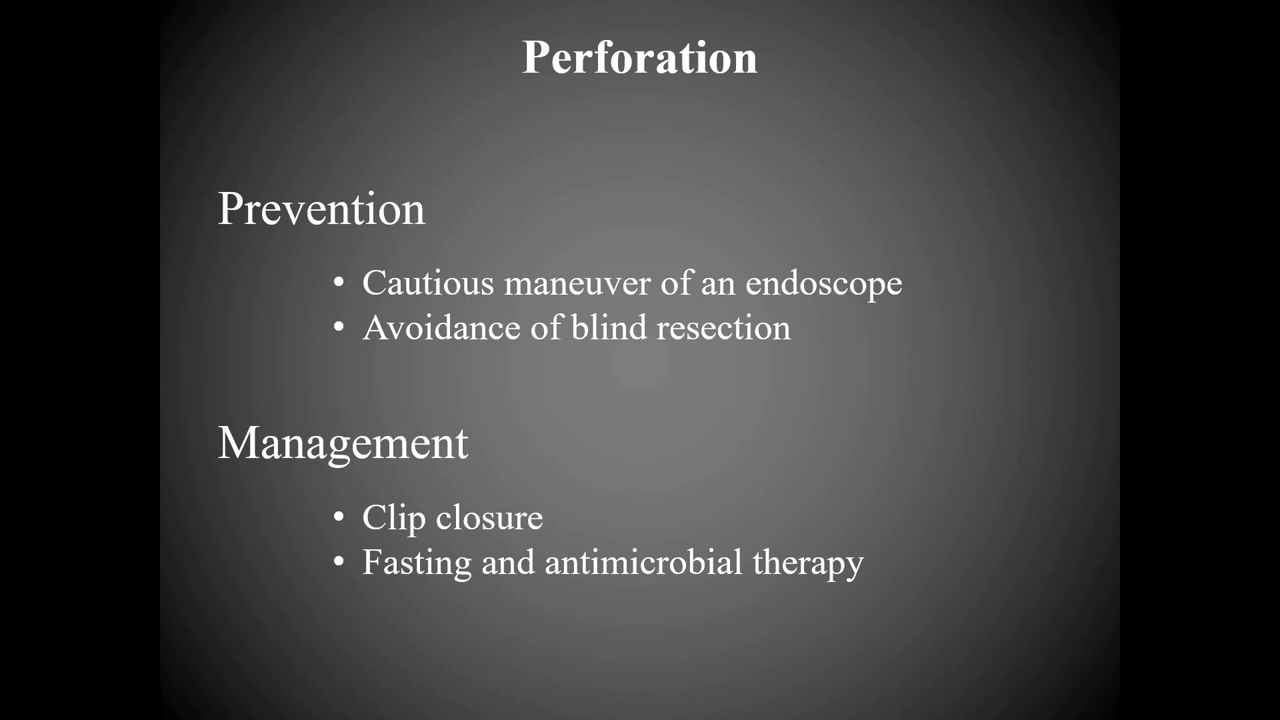 Perforation
Prevention
• Cautious maneuver of an endoscope
• Avoidance of blind resection
Management
• Clip closure
• Fasting and antimicrobial therapy